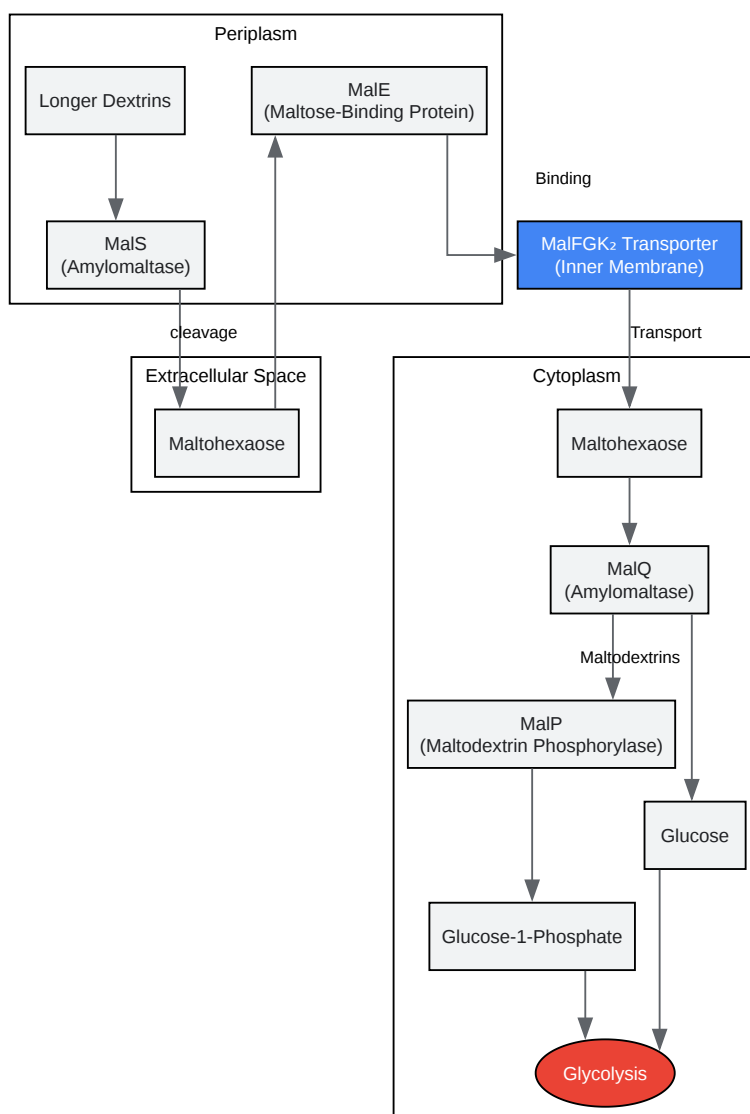 Periplasm
Longer Dextrins
MalE
(Maltose-Binding Protein)
Binding
MalS
(Amylomaltase)
MalFGK₂ Transporter
(Inner Membrane)
cleavage
Transport
Extracellular Space
Cytoplasm
Maltohexaose
Maltohexaose
MalQ
(Amylomaltase)
Maltodextrins
MalP
(Maltodextrin Phosphorylase)
Glucose
Glucose-1-Phosphate
Glycolysis